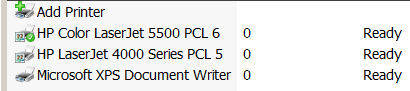 Add Printer
HP Color LaserJet 5500 PCL 6 0 Ready
HP LaserJet 4000 Series PCL 5 0 Ready
Microsoft XPS Document Writer 0 Ready